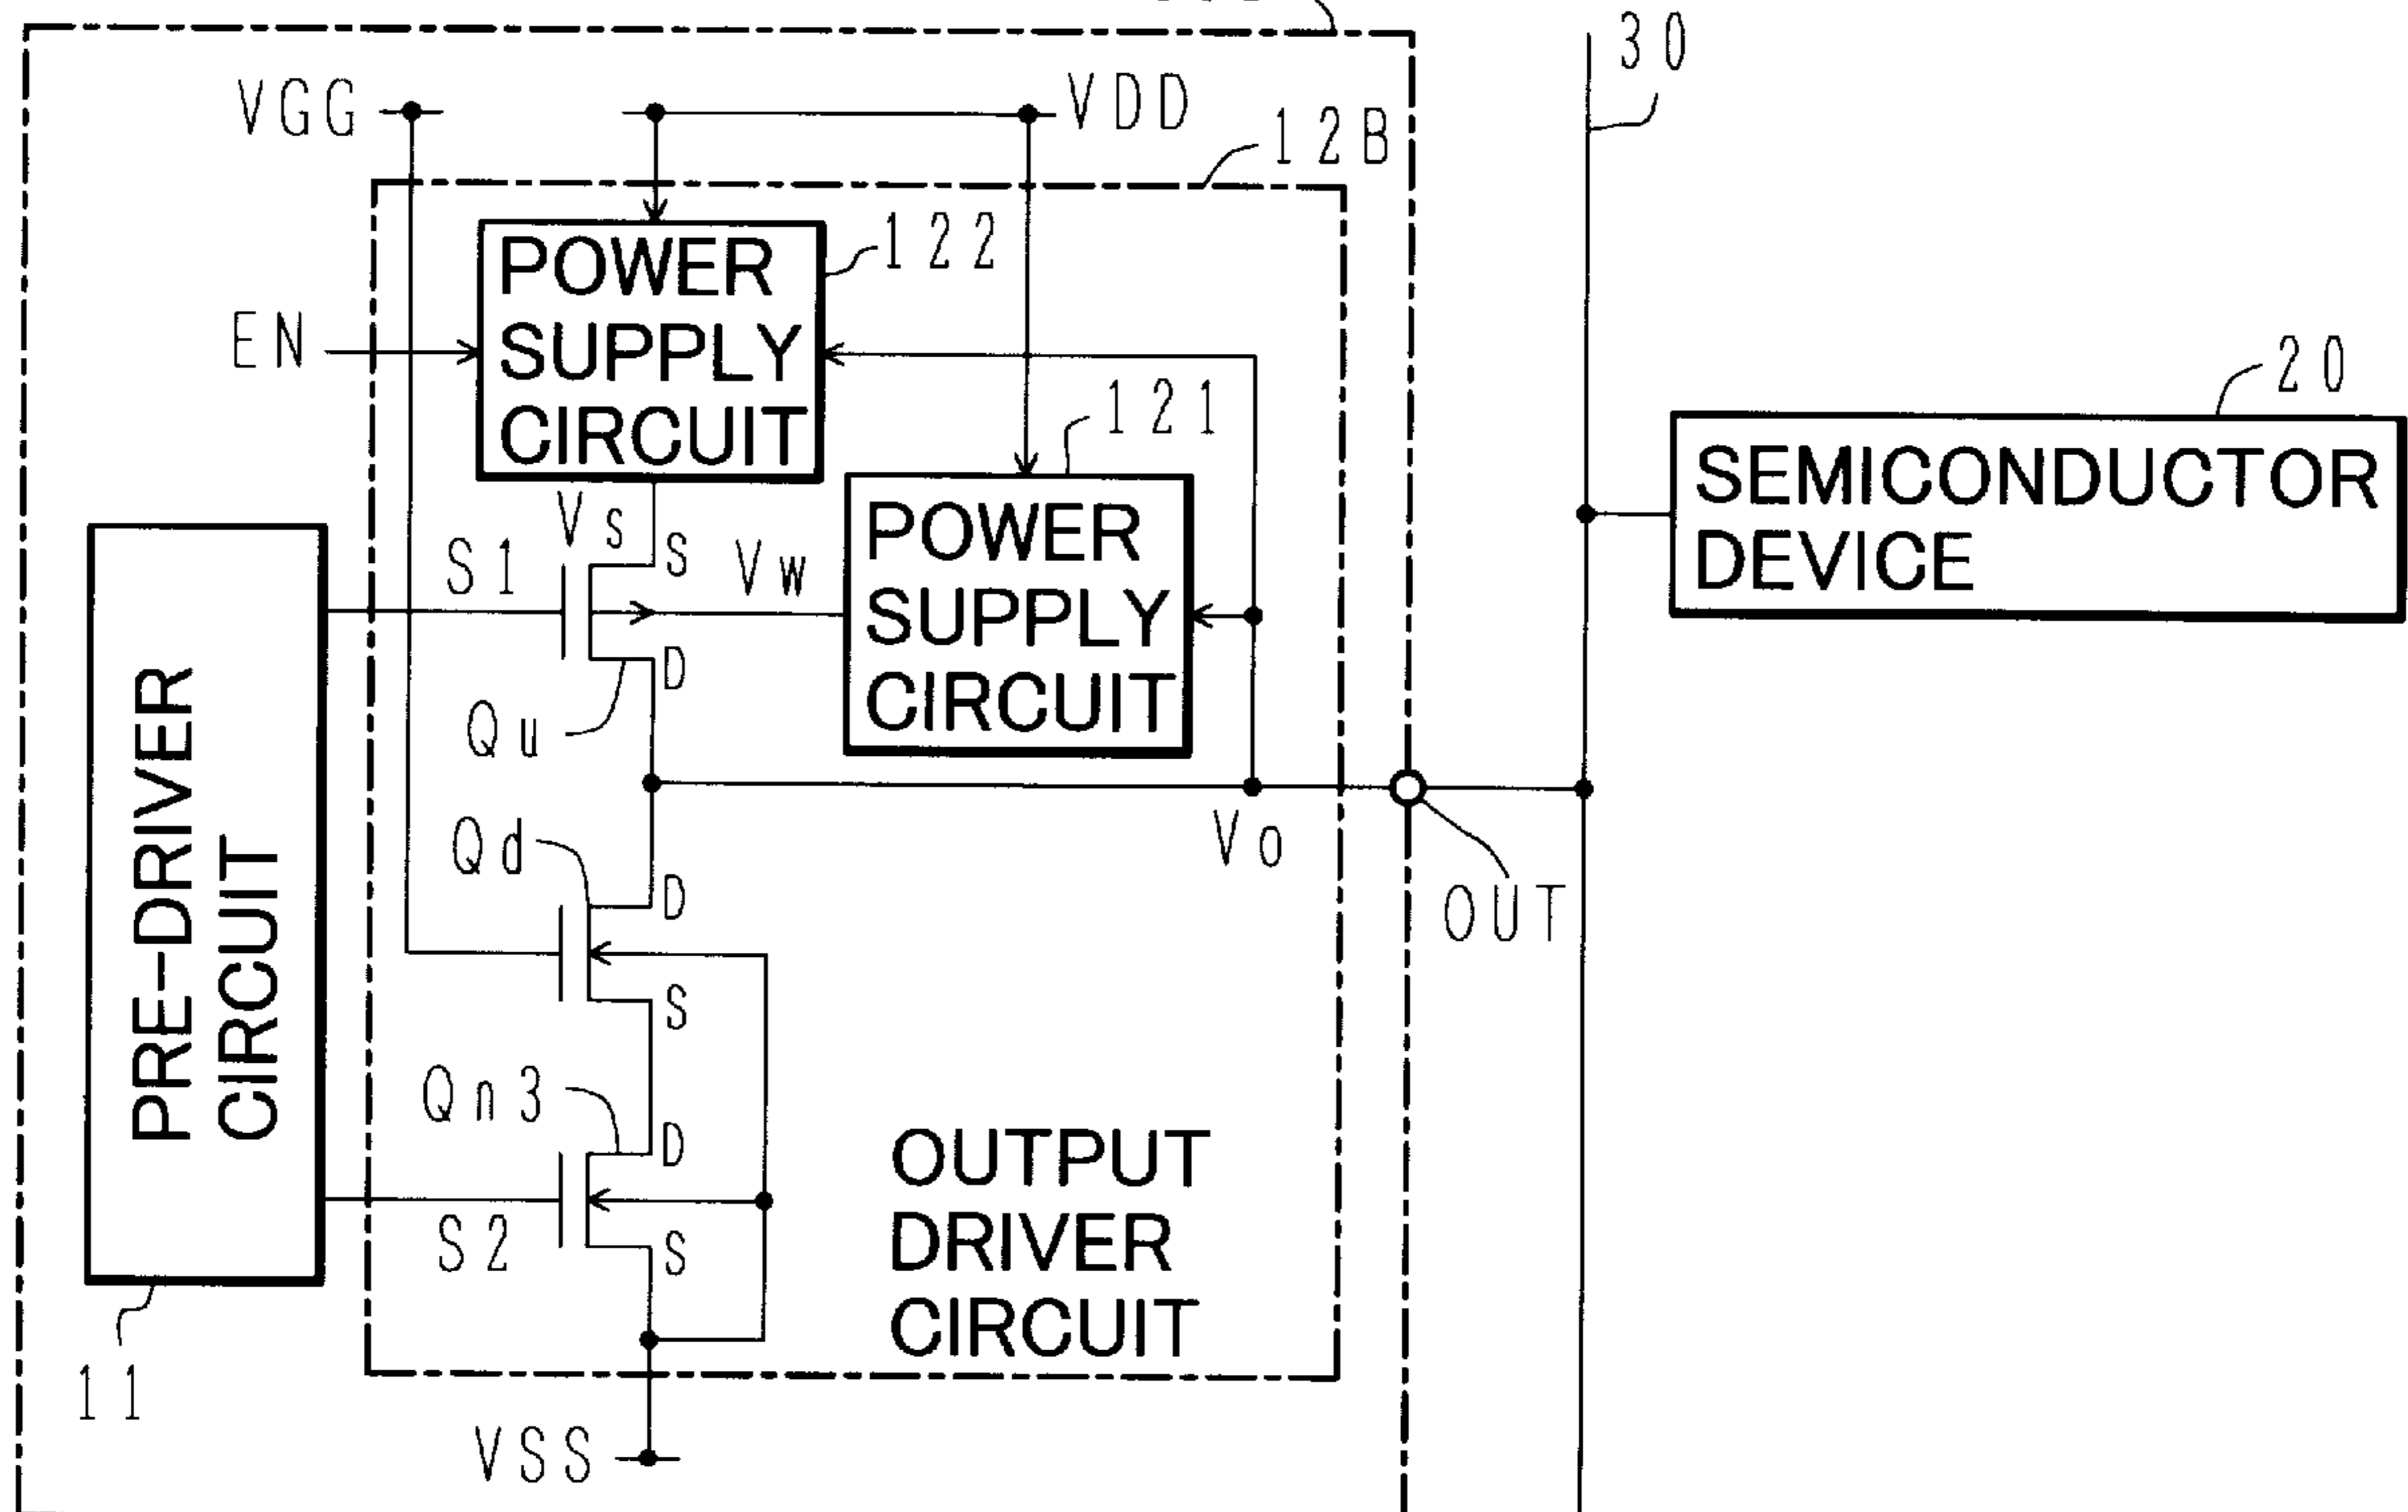 30
VGG
VDD
12B
POWER
SUPPLY
CIRCUIT
122
EN
121
20
SEMICONDUCTOR
DEVICE
Vs
S
S1
Vw
POWER
SUPPLY
CIRCUIT
D
Qu
PRE-DRIVER
CIRCUIT
Qd
D
Vo
OUT
S
Qn3
D
S2
S
OUTPUT
DRIVER
CIRCUIT
11
VSS